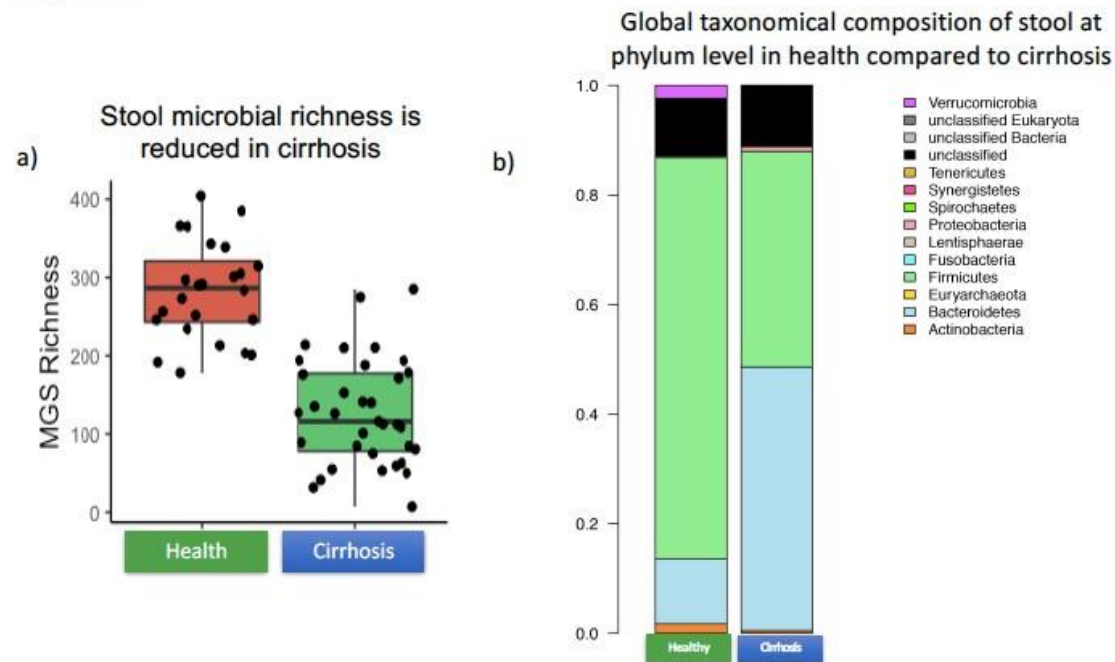 Global taxonomical composition of stool at
phylum level in health compared to cirrhosis
Stool microbial richness is
reduced in cirrhosis
a)
b)
MGS Richness
400
300
200
100
0
Health
Cirrhosis
1.0
0.8
0.6
0.4
0.2
0.0
Healthy
Cirrhosis
Verrucomicrobia
unclassified Eukaryota
unclassified Bacteria
unclassified
Tenericutes
Synergistetes
Spirochaetes
Proteobacteria
Lentisphaerae
Fusobacteria
Firmicutes
Euryarchaeota
Bacteroidetes
Actinobacteria